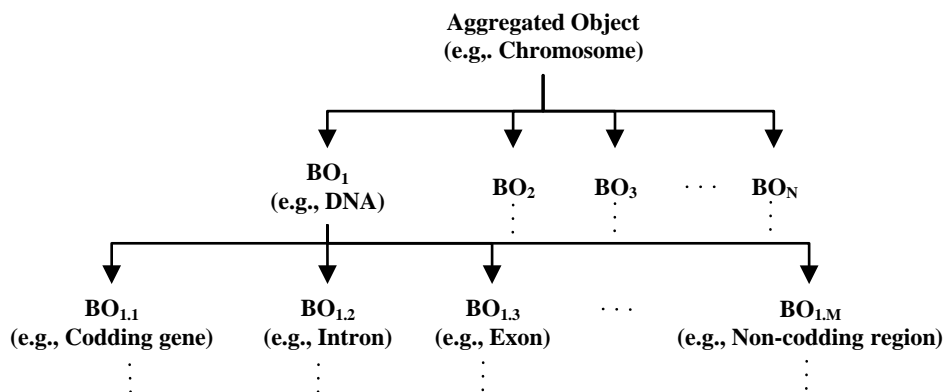 Aggregated Object
(e.g,. Chromosome)
BO₁
(e.g., DNA)
BO₂ BO₃ · · · BO_N
BO₁.₁ BO₁.₂ BO₁.₃ · · · BO₁.M
(e.g., Codding gene) (e.g., Intron) (e.g., Exon) (e.g., Non-codding region)